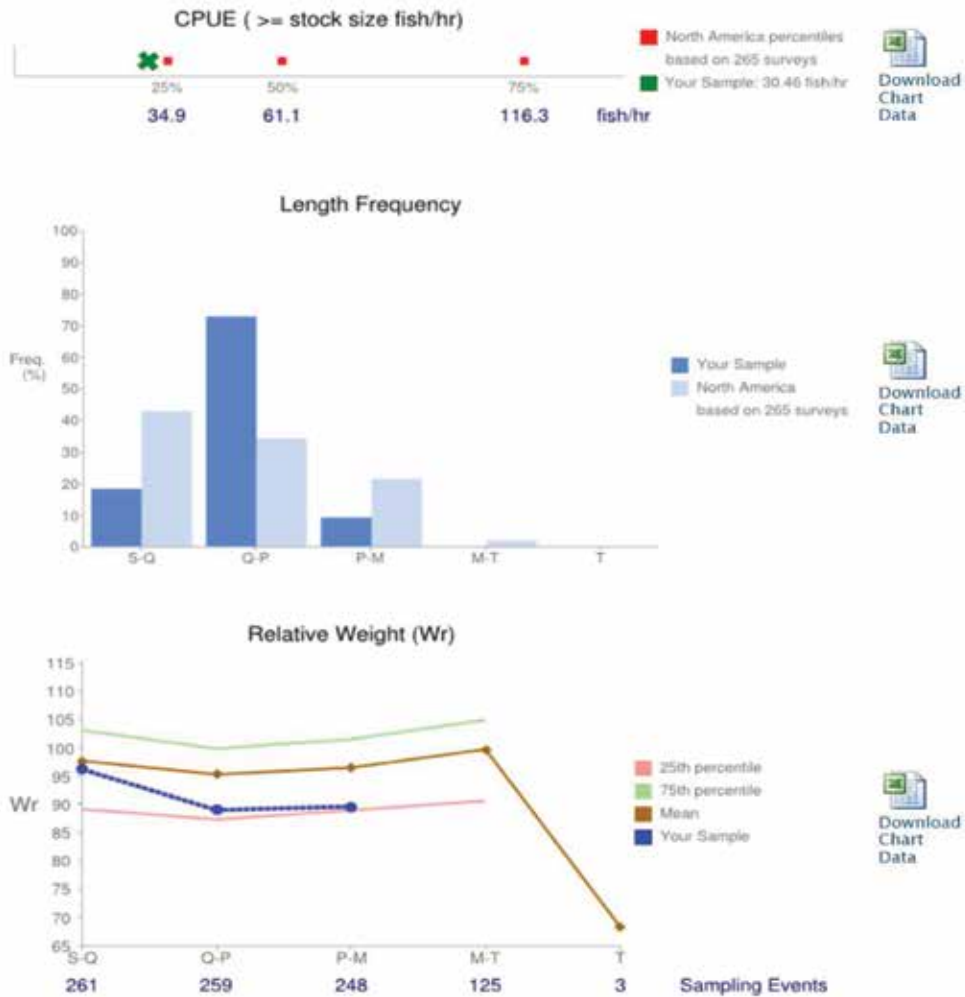 CPUE ( >= stock size fish/hr)
25% 50% 75%
34.9 61.1 116.3 fish/hr
North America percentiles
based on 265 surveys
Your Sample: 30.46 fish/hr
Download
Chart
Data
Length Frequency
Freq.
(%)
100
90
80
70
60
50
40
30
20
10
0
S-Q Q-P P-M M-T T
Your Sample
North America
based on 265 surveys
Download
Chart
Data
Relative Weight (Wr)
Wr
115
110
105
100
95
90
85
80
75
70
65
S-Q Q-P P-M M-T T
261 259 248 125 3 Sampling Events
25th percentile
75th percentile
Mean
Your Sample
Download
Chart
Data